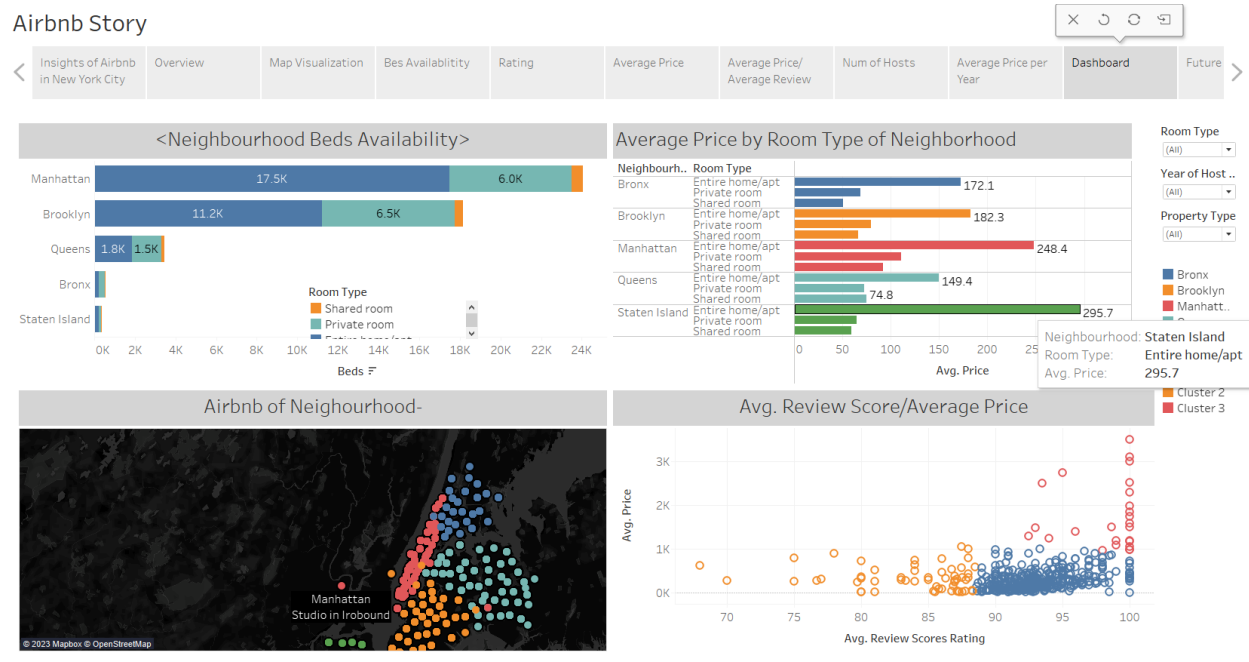 Airbnb Story
Insights of Airbnb
in New York City
Overview
Map Visualization
Bes Availablitity
Rating
Average Price
Average Price/
Average Review
Num of Hosts
Average Price per
Year
Dashboard
Future
<Neighbourhood Beds Availability>
Manhattan
17.5K
6.0K
Brooklyn
11.2K
6.5K
Queens
1.8K
1.5K
Bronx
Staten Island
Room Type
Shared room
Private room
0K 2K 4K 6K 8K 10K 12K 14K 16K 18K 20K 22K 24K
Beds
Average Price by Room Type of Neighborhood
Neighbourh.. Room Type
Bronx
Entire home/apt
172.1
Private room
Shared room
Brooklyn
Entire home/apt
182.3
Private room
Shared room
Manhattan
Entire home/apt
248.4
Private room
Shared room
Queens
Entire home/apt
149.4
Private room
Shared room
74.8
Staten Island
Entire home/apt
295.7
Private room
Shared room
0 50 100 150 200
Avg. Price
Room Type
(All)
Year of Host ..
(All)
Property Type
(All)
Bronx
Brooklyn
Manhatt..
Neighbourhood: Staten Island
Room Type: Entire home/apt
Avg. Price: 295.7
Cluster 2
Cluster 3
Airbnb of Neighourhood-
Manhattan
Studio in Irobound
© 2023 Mapbox © OpenStreetMap
Avg. Review Score/Average Price
3K
2K
1K
0K
Avg. Price
70 75 80 85 90 95 100
Avg. Review Scores Rating